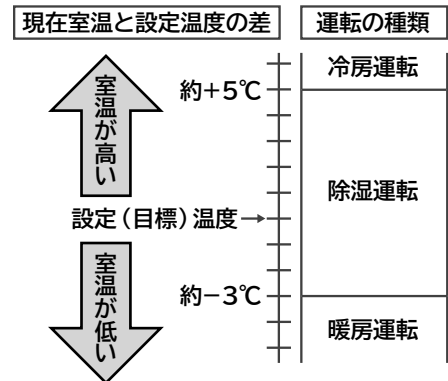 現在室温と設定温度の差
運転の種類
室温が高い
約+5℃
設定(目標)温度→
約−3℃
室温が低い
冷房運転
除湿運転
暖房運転